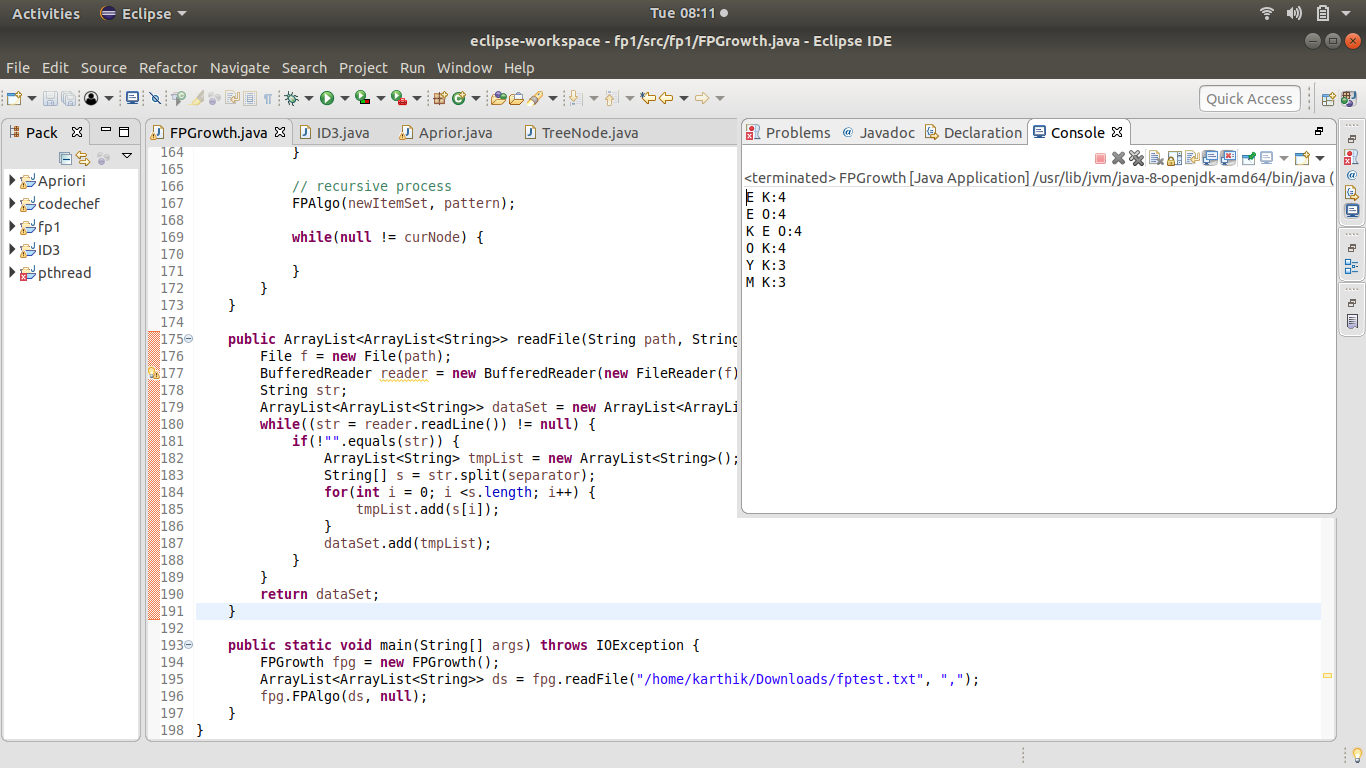 Activities Eclipse Tue 08:11
eclipse-workspace - fp1/src/fp1/FPGrowth.java - Eclipse IDE
File Edit Source Refactor Navigate Search Project Run Window Help
Quick Access
Pack
Apriori
codechef
fp1
ID3
pthread
FPGrowth.java ID3.java Aprior.java TreeNode.java
164 }
165
166 // recursive process
167 FPAlgo(newItemSet, pattern);
168
169 while(null != curNode) {
170
171 }
172 }
173 }
174
175 public ArrayList<ArrayList<String>> readFile(String path, String
176 File f = new File(path);
177 BufferedReader reader = new BufferedReader(new FileReader(f)
178 String str;
179 ArrayList<ArrayList<String>> dataSet = new ArrayList<ArrayLi
180 while((str = reader.readLine()) != null) {
181 if(!"".equals(str)) {
182 ArrayList<String> tmpList = new ArrayList<String>();
183 String[] s = str.split(separator);
184 for(int i = 0; i <s.length; i++) {
185 tmpList.add(s[i]);
186 }
187 dataSet.add(tmpList);
188 }
189 }
190 return dataSet;
191 }
192
193 public static void main(String[] args) throws IOException {
194 FPGrowth fpg = new FPGrowth();
195 ArrayList<ArrayList<String>> ds = fpg.readFile("/home/karthik/Downloads/fptest.txt", ",");
196 fpg.FPAlgo(ds, null);
197 }
198 }
Problems Javadoc Declaration Console
<terminated> FPGrowth [Java Application] /usr/lib/jvm/java-8-openjdk-amd64/bin/java (
E K:4
E O:4
K E O:4
O K:4
Y K:3
M K:3